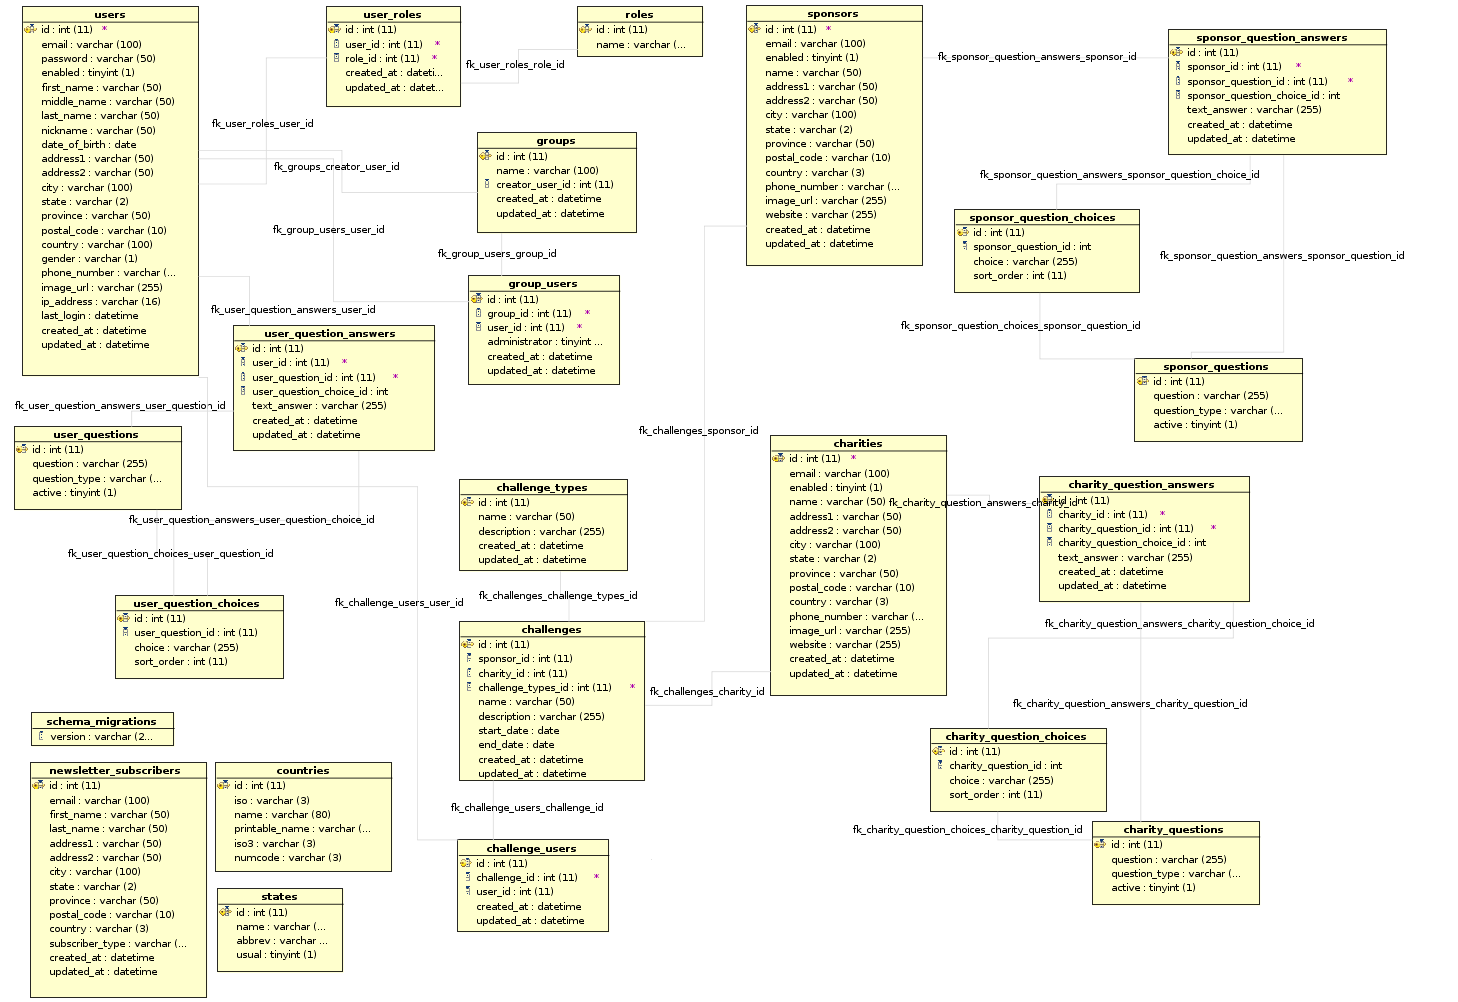 users
id : int (11) *
email : varchar (100)
password : varchar (50)
enabled : tinyint (1)
first_name : varchar (50)
middle_name : varchar (50)
last_name : varchar (50)
nickname : varchar (50)
date_of_birth : date
address1 : varchar (50)
address2 : varchar (50)
city : varchar (100)
state : varchar (2)
province : varchar (50)
postal_code : varchar (10)
country : varchar (100)
gender : varchar (1)
phone_number : varchar (...
image_url : varchar (255)
ip_address : varchar (16)
last_login : datetime
created_at : datetime
updated_at : datetime
user_roles
id : int (11)
user_id : int (11) *
role_id : int (11) *
created_at : dateti...
updated_at : datet...
roles
id : int (11)
name : varchar (...
fk_user_roles_role_id
fk_user_roles_user_id
fk_groups_creator_user_id
groups
id : int (11)
name : varchar (100)
creator_user_id : int (11)
created_at : datetime
updated_at : datetime
fk_group_users_user_id
fk_group_users_group_id
group_users
id : int (11)
group_id : int (11) *
user_id : int (11) *
administrator : tinyint ...
created_at : datetime
updated_at : datetime
fk_user_question_answers_user_id
user_question_answers
id : int (11)
user_id : int (11) *
user_question_id : int (11) *
user_question_choice_id : int
text_answer : varchar (255)
created_at : datetime
updated_at : datetime
fk_user_question_answers_user_question_id
user_questions
id : int (11)
question : varchar (255)
question_type : varchar (...
active : tinyint (1)
fk_user_question_answers_user_question_choice_id
fk_user_question_choices_user_question_id
user_question_choices
id : int (11)
user_question_id : int (11)
choice : varchar (255)
sort_order : int (11)
sponsors
id : int (11) *
email : varchar (100)
enabled : tinyint (1)
name : varchar (50)
address1 : varchar (50)
address2 : varchar (50)
city : varchar (100)
state : varchar (2)
province : varchar (50)
postal_code : varchar (10)
country : varchar (3)
phone_number : varchar (...
image_url : varchar (255)
website : varchar (255)
created_at : datetime
updated_at : datetime
fk_sponsor_question_answers_sponsor_id
sponsor_question_answers
id : int (11)
sponsor_id : int (11) *
sponsor_question_id : int (11) *
sponsor_question_choice_id : int
text_answer : varchar (255)
created_at : datetime
updated_at : datetime
fk_sponsor_question_answers_sponsor_question_choice_id
sponsor_question_choices
id : int (11)
sponsor_question_id : int
choice : varchar (255)
sort_order : int (11)
fk_sponsor_question_answers_sponsor_question_id
fk_sponsor_question_choices_sponsor_question_id
sponsor_questions
id : int (11)
question : varchar (255)
question_type : varchar (...
active : tinyint (1)
fk_challenges_sponsor_id
challenge_types
id : int (11)
name : varchar (50)
description : varchar (255)
created_at : datetime
updated_at : datetime
fk_challenges_challenge_types_id
fk_challenge_users_user_id
challenges
id : int (11)
sponsor_id : int (11)
charity_id : int (11)
challenge_types_id : int (11) *
name : varchar (50)
description : varchar (255)
start_date : date
end_date : date
created_at : datetime
updated_at : datetime
fk_challenges_charity_id
fk_challenge_users_challenge_id
challenge_users
id : int (11)
challenge_id : int (11) *
user_id : int (11)
created_at : datetime
updated_at : datetime
charities
id : int (11) *
email : varchar (100)
enabled : tinyint (1)
name : varchar (50)
address1 : varchar (50)
address2 : varchar (50)
city : varchar (100)
state : varchar (2)
province : varchar (50)
postal_code : varchar (10)
country : varchar (3)
phone_number : varchar (...
image_url : varchar (255)
website : varchar (255)
created_at : datetime
updated_at : datetime
fk_charity_question_answers_charity_id
charity_question_answers
id : int (11)
charity_id : int (11) *
charity_question_id : int (11) *
charity_question_choice_id : int
text_answer : varchar (255)
created_at : datetime
updated_at : datetime
fk_charity_question_answers_charity_question_choice_id
fk_charity_question_answers_charity_question_id
charity_question_choices
id : int (11)
charity_question_id : int
choice : varchar (255)
sort_order : int (11)
fk_charity_question_choices_charity_question_id
charity_questions
id : int (11)
question : varchar (255)
question_type : varchar (...
active : tinyint (1)
schema_migrations
version : varchar (2...
newsletter_subscribers
id : int (11)
email : varchar (100)
first_name : varchar (50)
last_name : varchar (50)
address1 : varchar (50)
address2 : varchar (50)
city : varchar (100)
state : varchar (2)
province : varchar (50)
postal_code : varchar (10)
country : varchar (3)
subscriber_type : varchar (...
created_at : datetime
updated_at : datetime
countries
id : int (11)
iso : varchar (3)
name : varchar (80)
printable_name : varchar (...
iso3 : varchar (3)
numcode : varchar (3)
states
id : int (11)
name : varchar (...
abbrev : varchar ...
usual : tinyint (1)